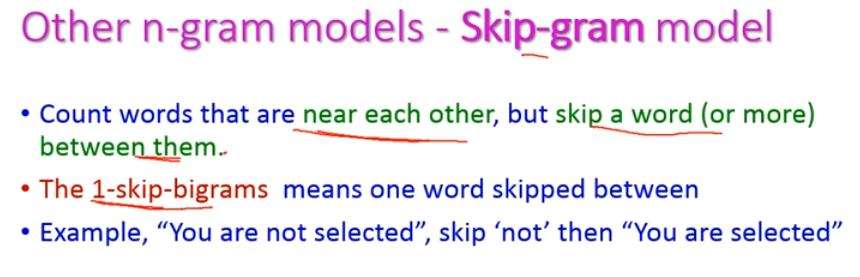 Other n-gram models - Skip-gram model
• Count words that are near each other, but skip a word (or more)
between them.
• The 1-skip-bigrams means one word skipped between
• Example, “You are not selected”, skip ‘not’ then “You are selected”